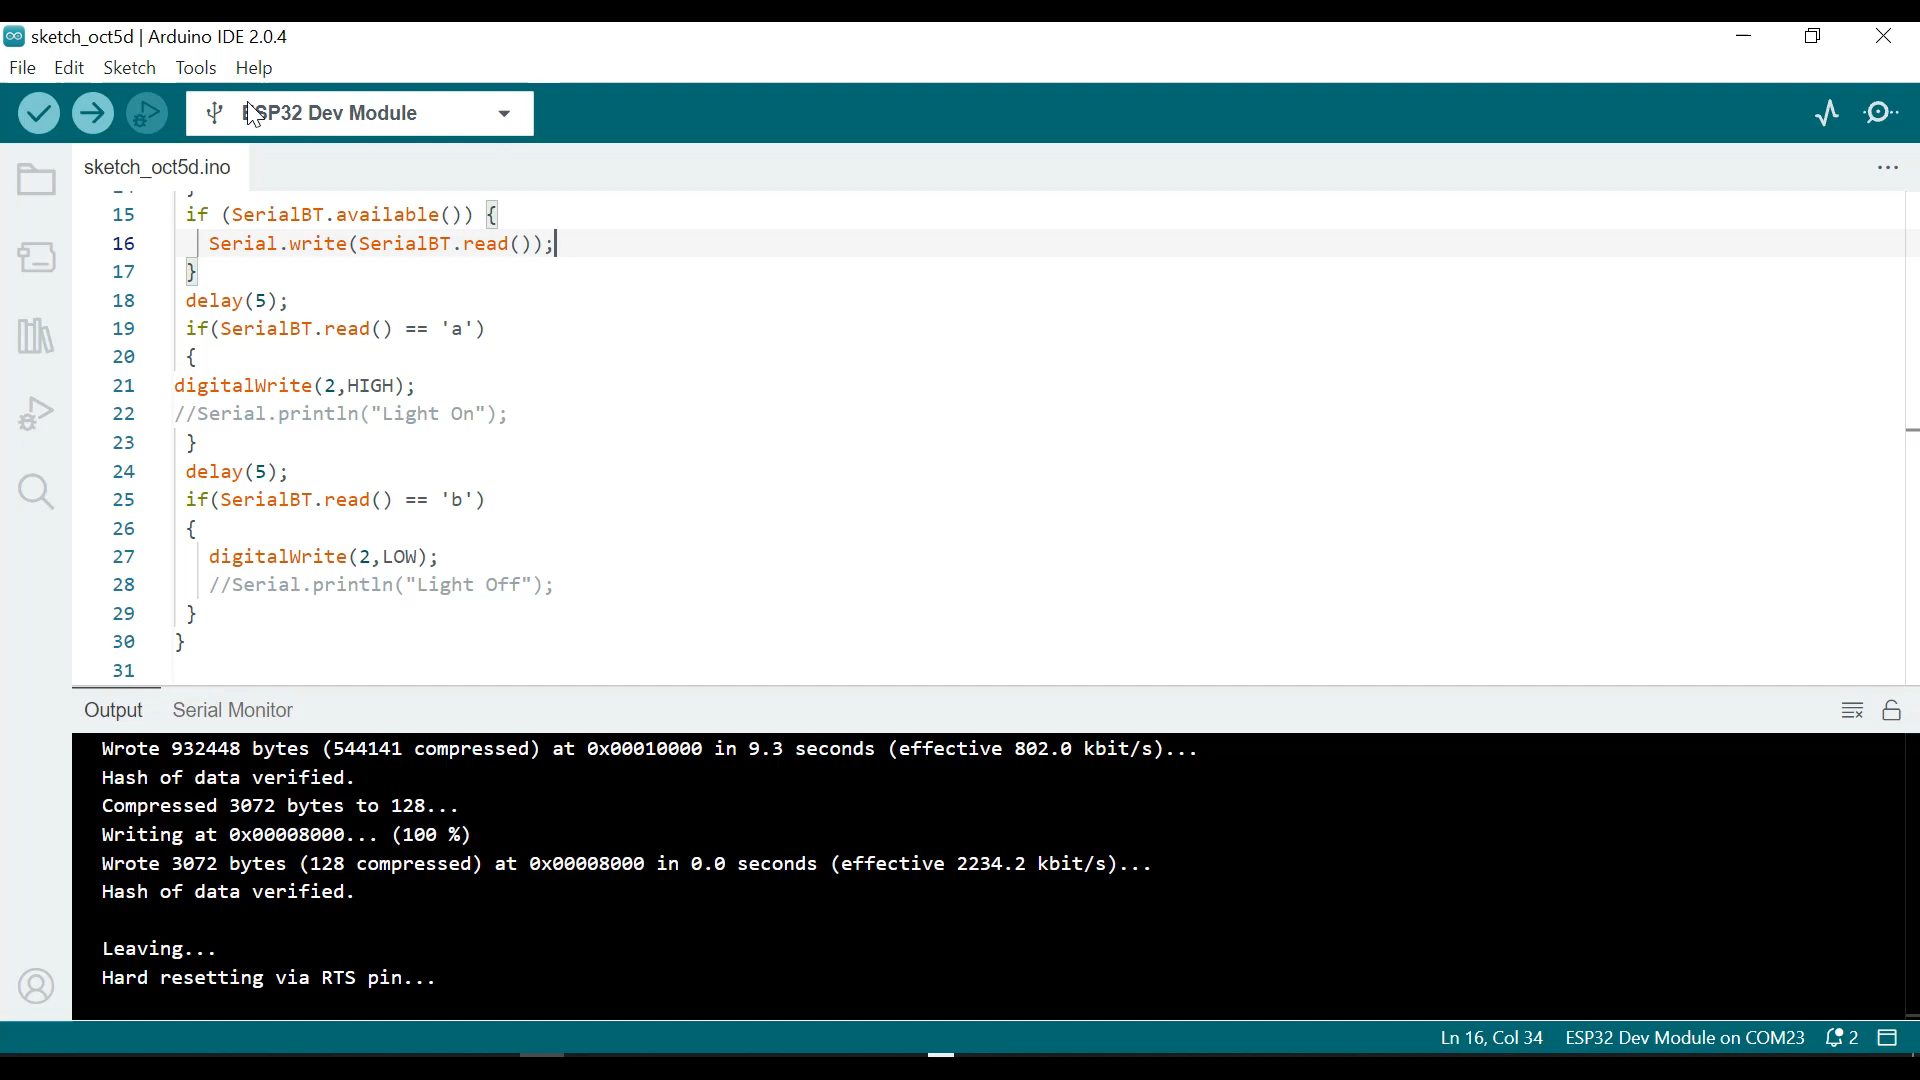 sketch_oct5d | Arduino IDE 2.0.4
File Edit Sketch Tools Help
ESP32 Dev Module
sketch_oct5d.ino
15 if (SerialBT.available()) {
16 Serial.write(SerialBT.read());
17 }
18 delay(5);
19 if(SerialBT.read() == 'a')
20 {
21 digitalWrite(2,HIGH);
22 //Serial.println("Light On");
23 }
24 delay(5);
25 if(SerialBT.read() == 'b')
26 {
27 digitalWrite(2,LOW);
28 //Serial.println("Light Off");
29 }
30 }
31
Output Serial Monitor
Wrote 932448 bytes (544141 compressed) at 0x00010000 in 9.3 seconds (effective 802.0 kbit/s)...
Hash of data verified.
Compressed 3072 bytes to 128...
Writing at 0x00008000... (100 %)
Wrote 3072 bytes (128 compressed) at 0x00008000 in 0.0 seconds (effective 2234.2 kbit/s)...
Hash of data verified.
Leaving...
Hard resetting via RTS pin...
Ln 16, Col 34 ESP32 Dev Module on COM23 2